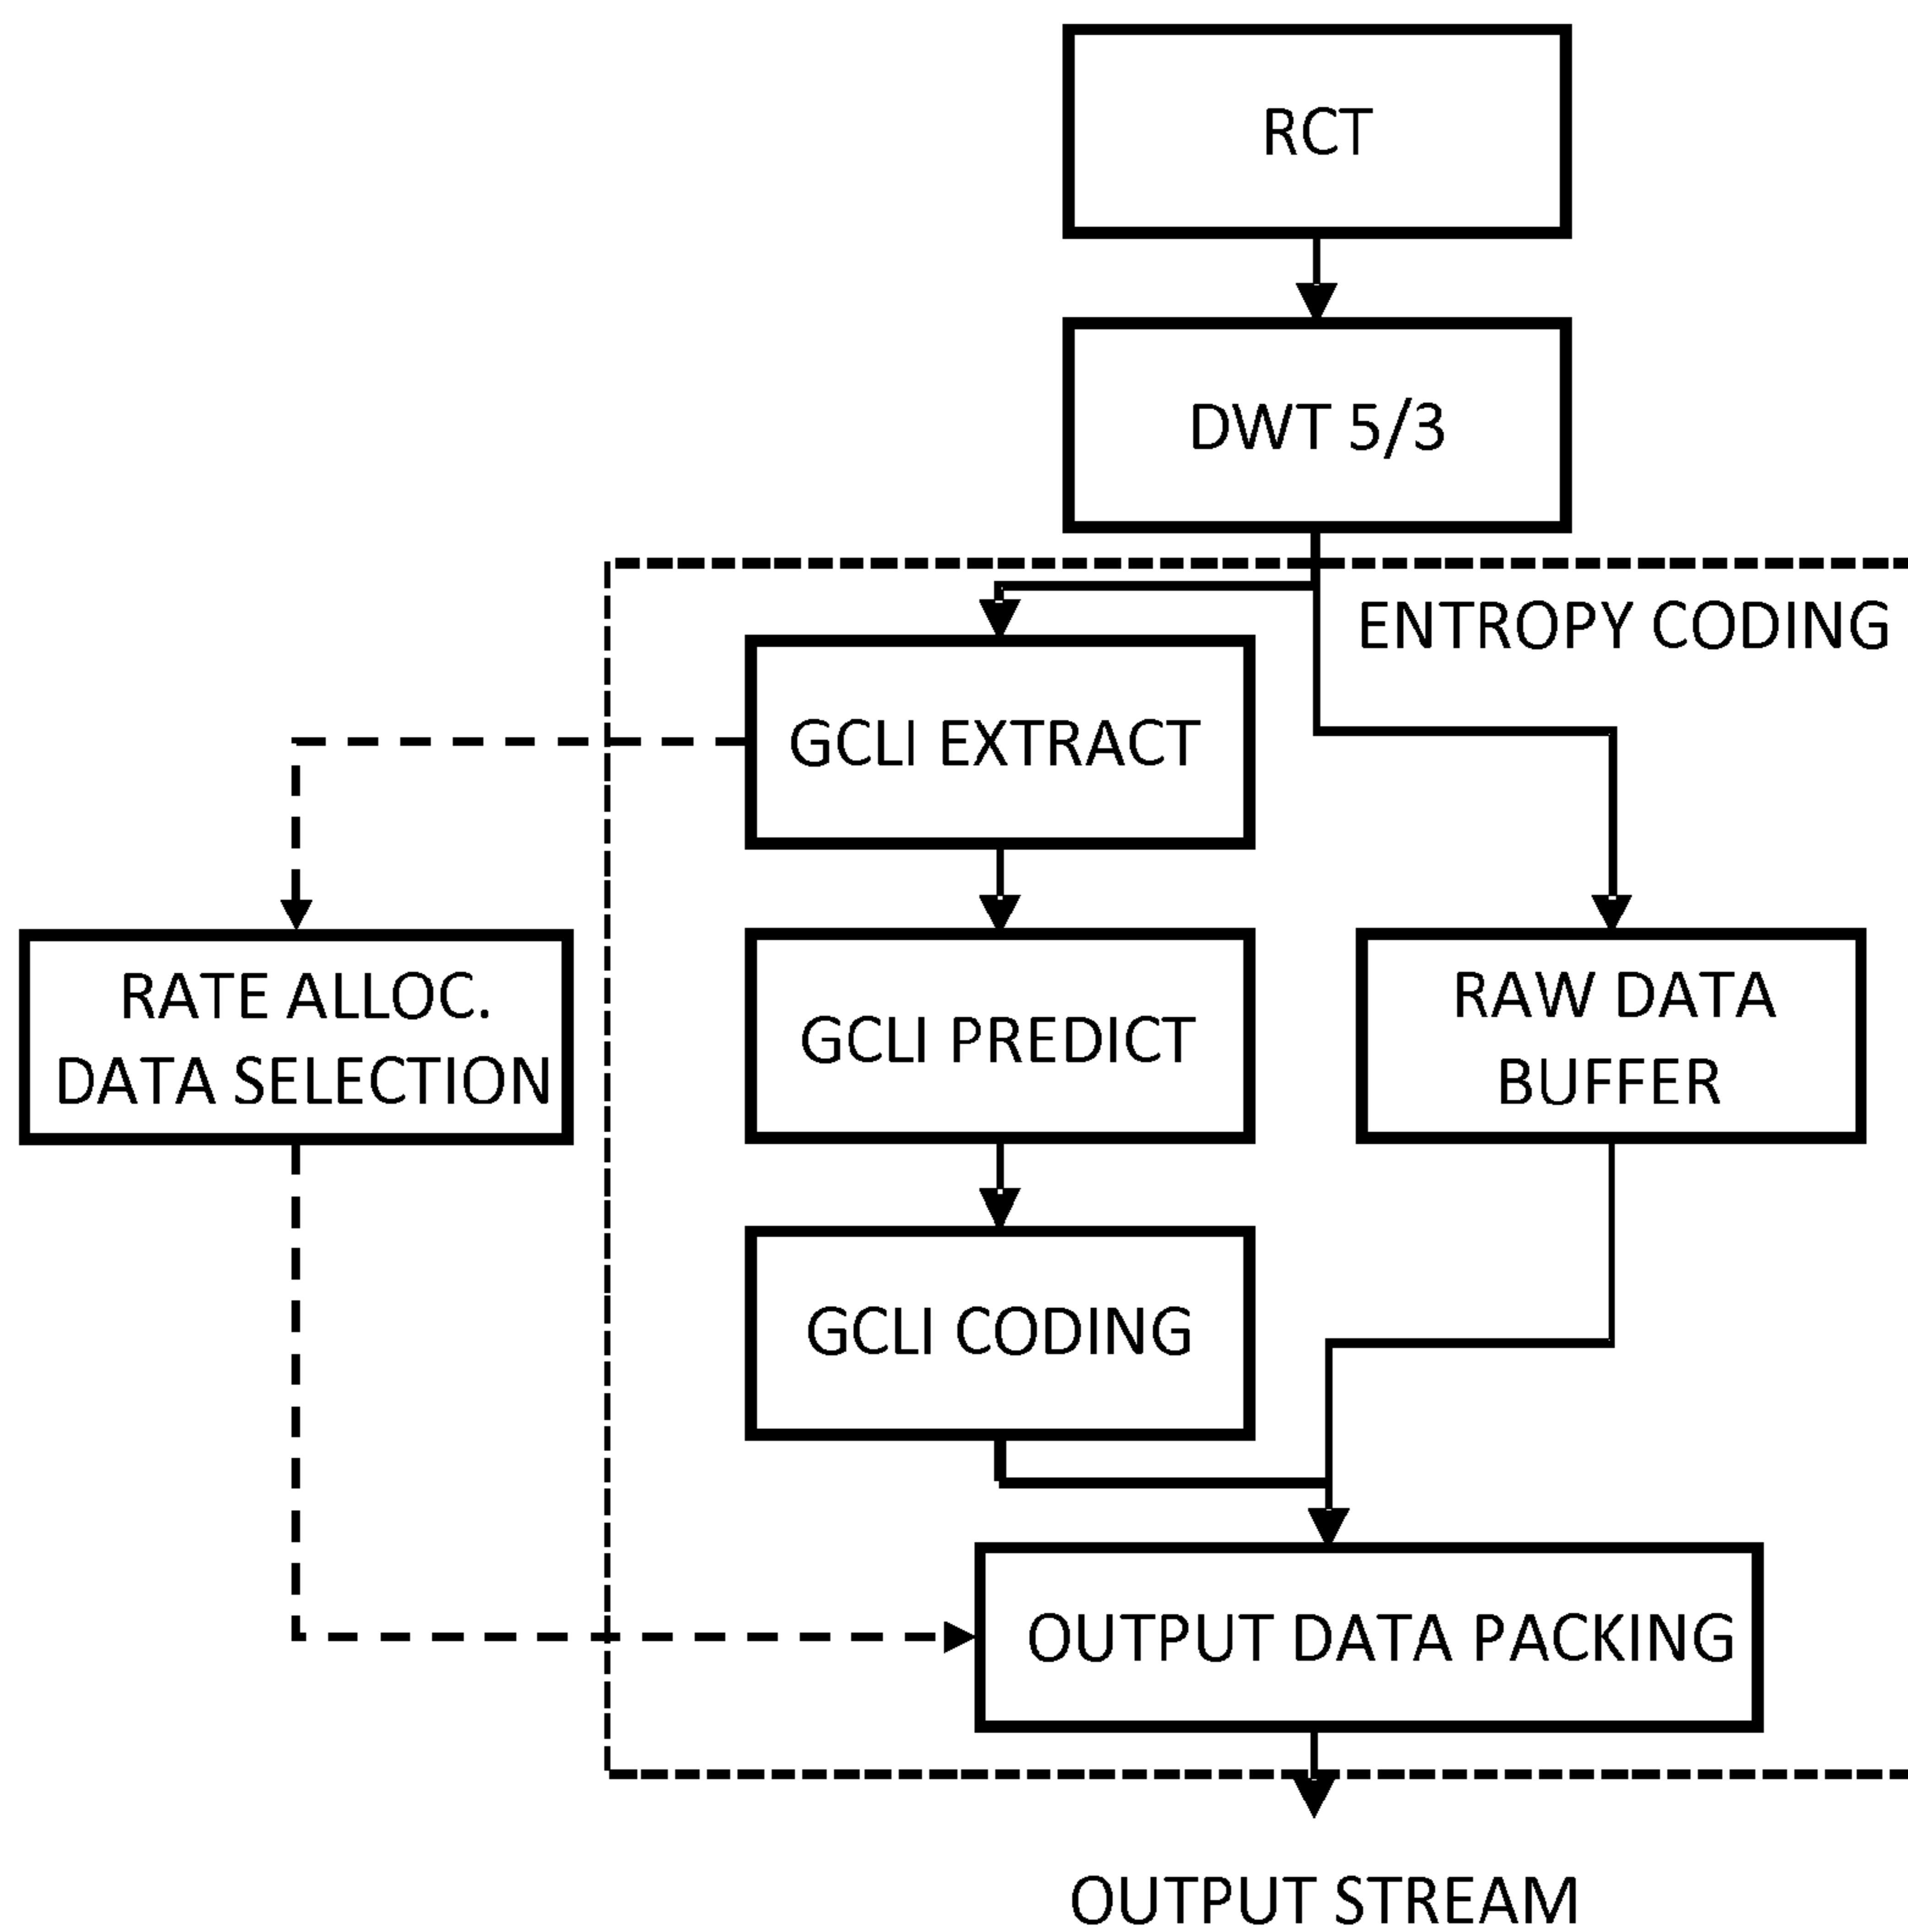 RCT
DWT 5/3
ENTROPY CODING
GCLI EXTRACT
RATE ALLOC.
DATA SELECTION
GCLI PREDICT
RAW DATA
BUFFER
GCLI CODING
OUTPUT DATA PACKING
OUTPUT STREAM